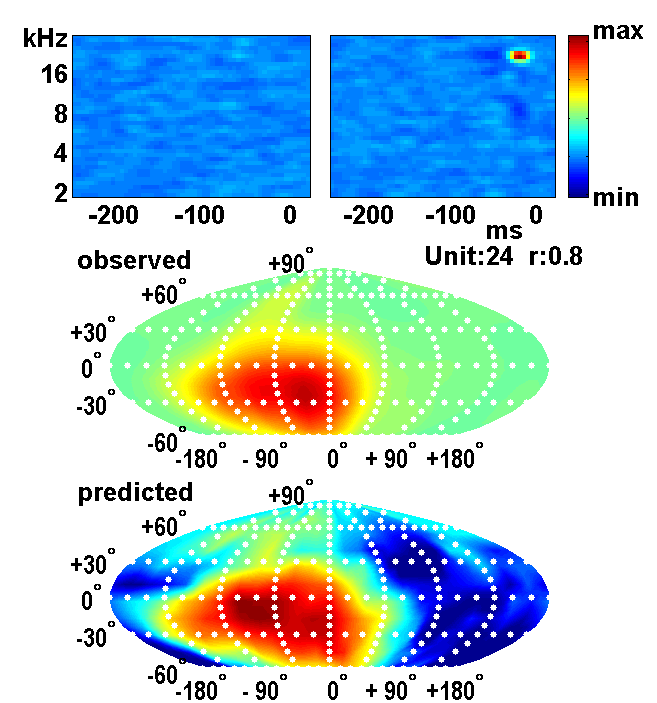 kHz
16
8
4
2
-200 -100 0
-200 -100 0
ms
max
min
Unit:24 r:0.8
observed
+90°
+60°
+30°
0°
-30°
-60°
-180° - 90° 0° + 90° +180°
predicted
+90°
+60°
+30°
0°
-30°
-60°
-180° - 90° 0° + 90° +180°